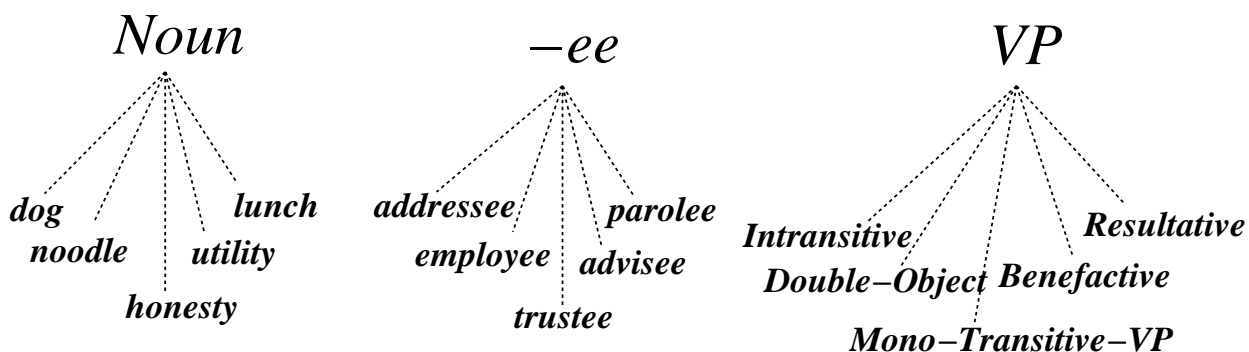 Noun
dog
noodle
honesty
utility
lunch
–ee
addressee
employee
trustee
advisee
parolee
VP
Intransitive
Double–Object
Mono–Transitive–VP
Benefactive
Resultative